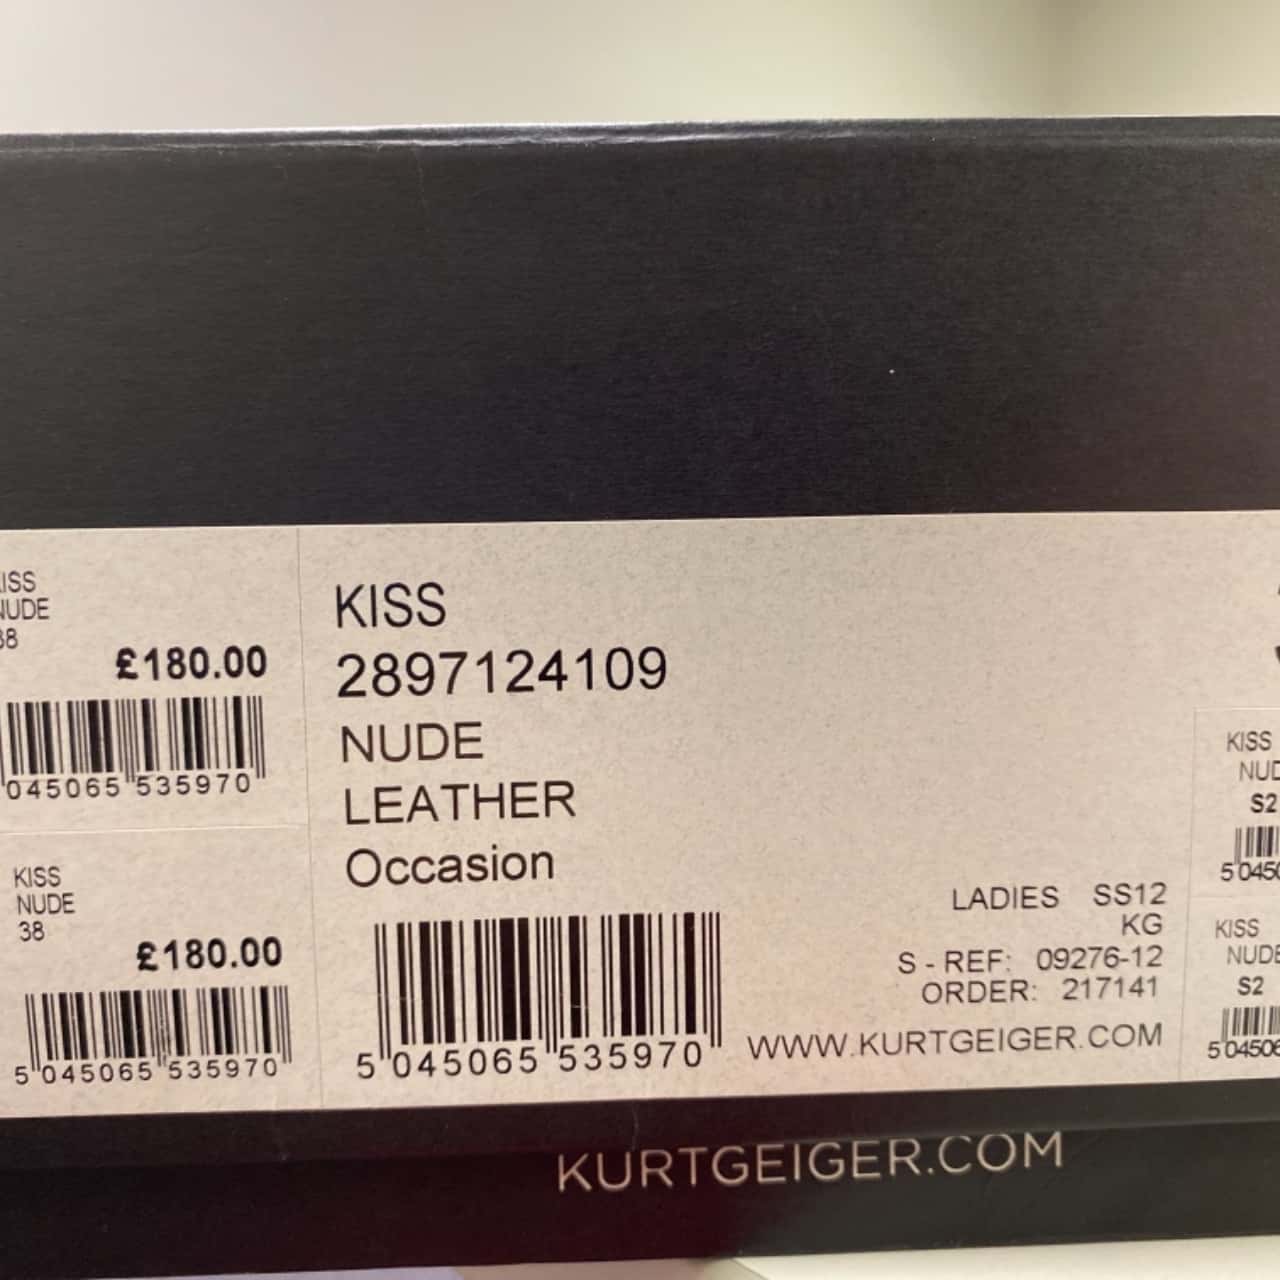 NUDE
38
£180.00
045065 535970
KISS
NUDE
38
£180.00
5 045065 535970
KISS
2897124109
NUDE
LEATHER
Occasion
5 045065 535970
LADIES SS12
KG
S - REF: 09276-12
ORDER: 217141
WWW.KURTGEIGER.COM
KISS
S2
KISS
NUDE
S2
KURTGEIGER.COM